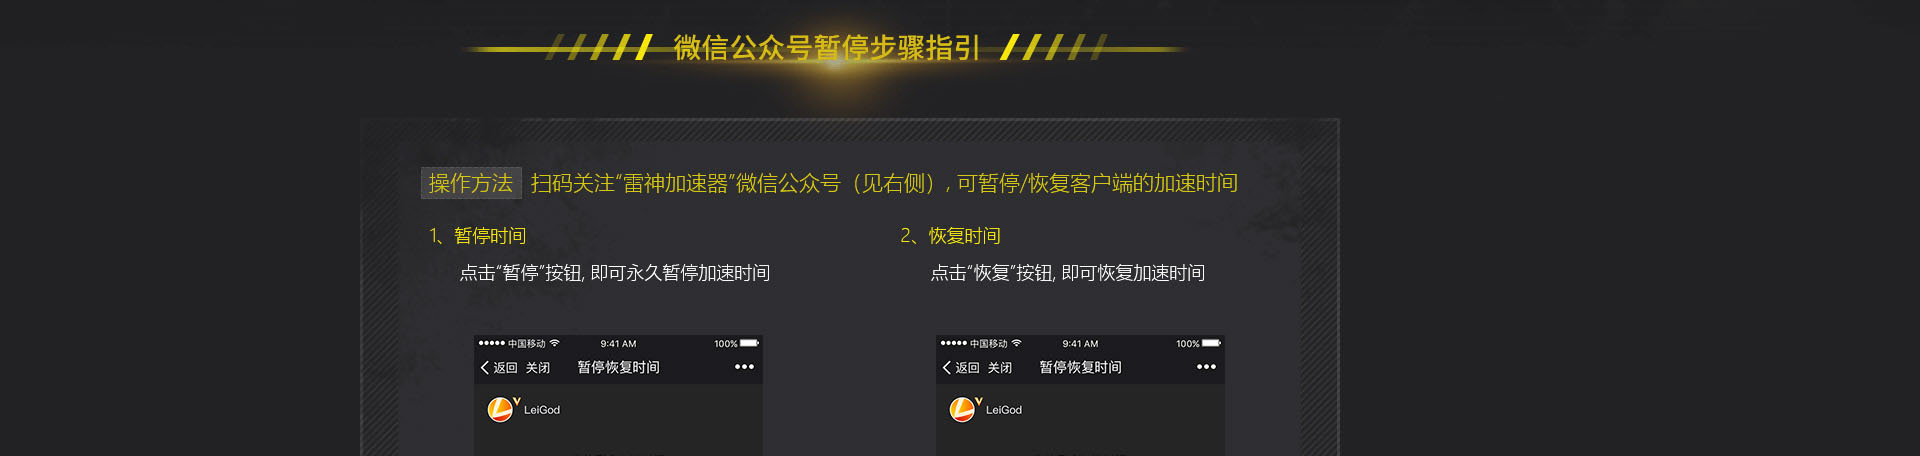 微信公众号暂停步骤指引
操作方法 扫码关注“雷神加速器”微信公众号（见右侧）, 可暂停/恢复客户端的加速时间
1、暂停时间
点击“暂停”按钮, 即可永久暂停加速时间
2、恢复时间
点击“恢复”按钮, 即可恢复加速时间
中国移动 9:41 AM 100%
返回 关闭 暂停恢复时间
LeiGod
中国移动 9:41 AM 100%
返回 关闭 暂停恢复时间
LeiGod